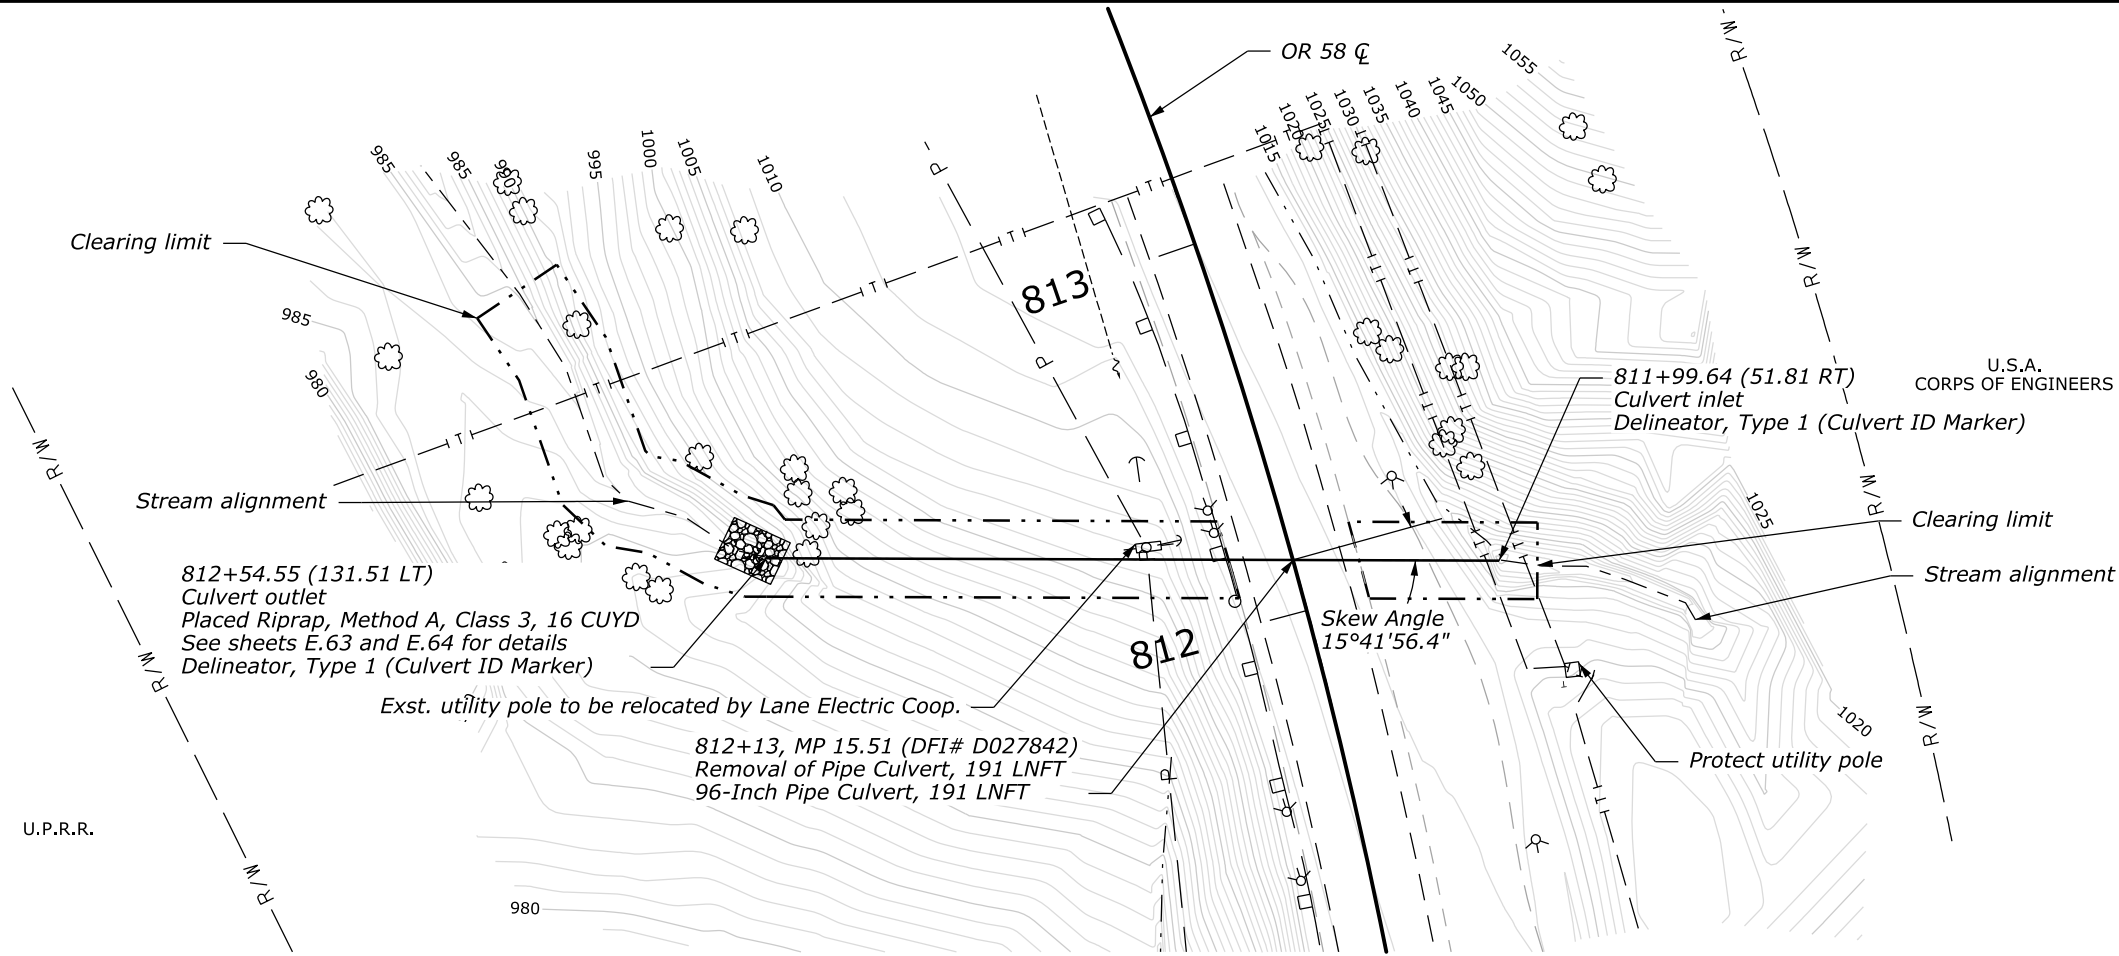 OR 58 ℄
R/W
R/W
1055
1050
1045
1040
1035
1030
1025
1020
1015
985
985
990
995
1000
1005
1010
P
T
T
T
T
T
T
Clearing limit
R/W
R/W
813
985
980
P
811+99.64 (51.81 RT)
Culvert inlet
Delineator, Type 1 (Culvert ID Marker)
U.S.A.
CORPS OF ENGINEERS
R/W
R/W
Stream alignment
R/W
R/W
1025
Clearing limit
Stream alignment
812+54.55 (131.51 LT)
Culvert outlet
Placed Riprap, Method A, Class 3, 16 CUYD
See sheets E.63 and E.64 for details
Delineator, Type 1 (Culvert ID Marker)
Skew Angle
15°41'56.4"
812
R/W
R/W
Exst. utility pole to be relocated by Lane Electric Coop.
1020
R/W
R/W
812+13, MP 15.51 (DFI# D027842)
Removal of Pipe Culvert, 191 LNFT
96-Inch Pipe Culvert, 191 LNFT
P
Protect utility pole
U.P.R.R.
R/W
R/W
980